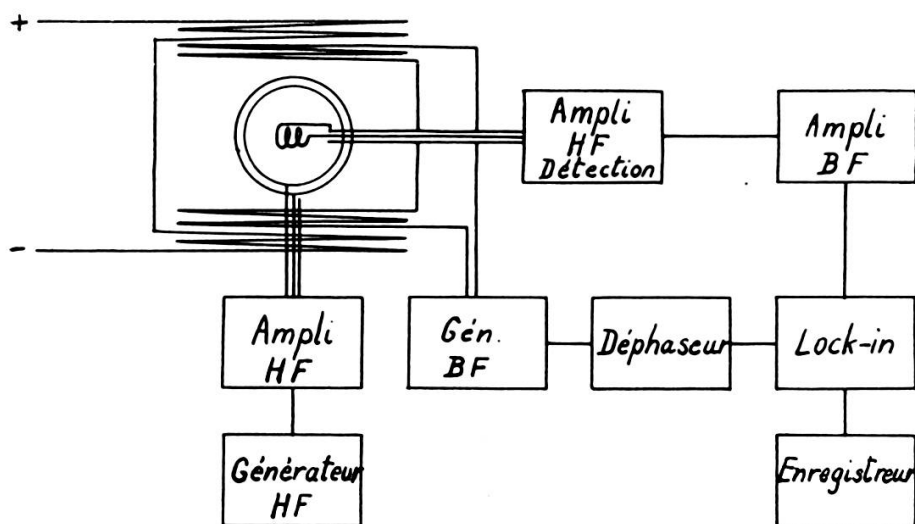 +
Ampli
HF
Détection
Ampli
BF
-
Ampli
HF
Gén.
BF
Déphaseur
Lock-in
Générateur
HF
Enregistreur